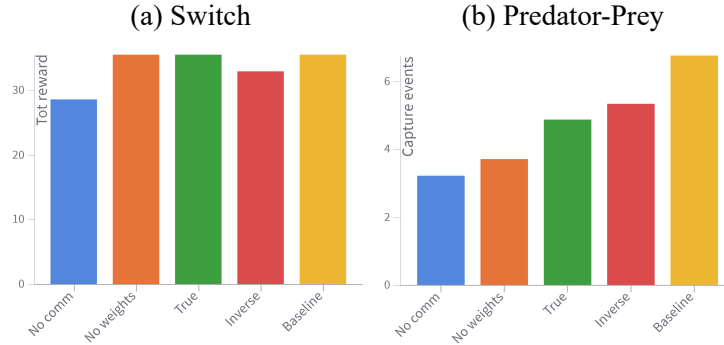 (a) Switch
Tot reward
30
20
10
0
No comm
No weights
True
Inverse
Baseline
(b) Predator-Prey
Capture events
6
4
2
0
No comm
No weights
True
Inverse
Baseline